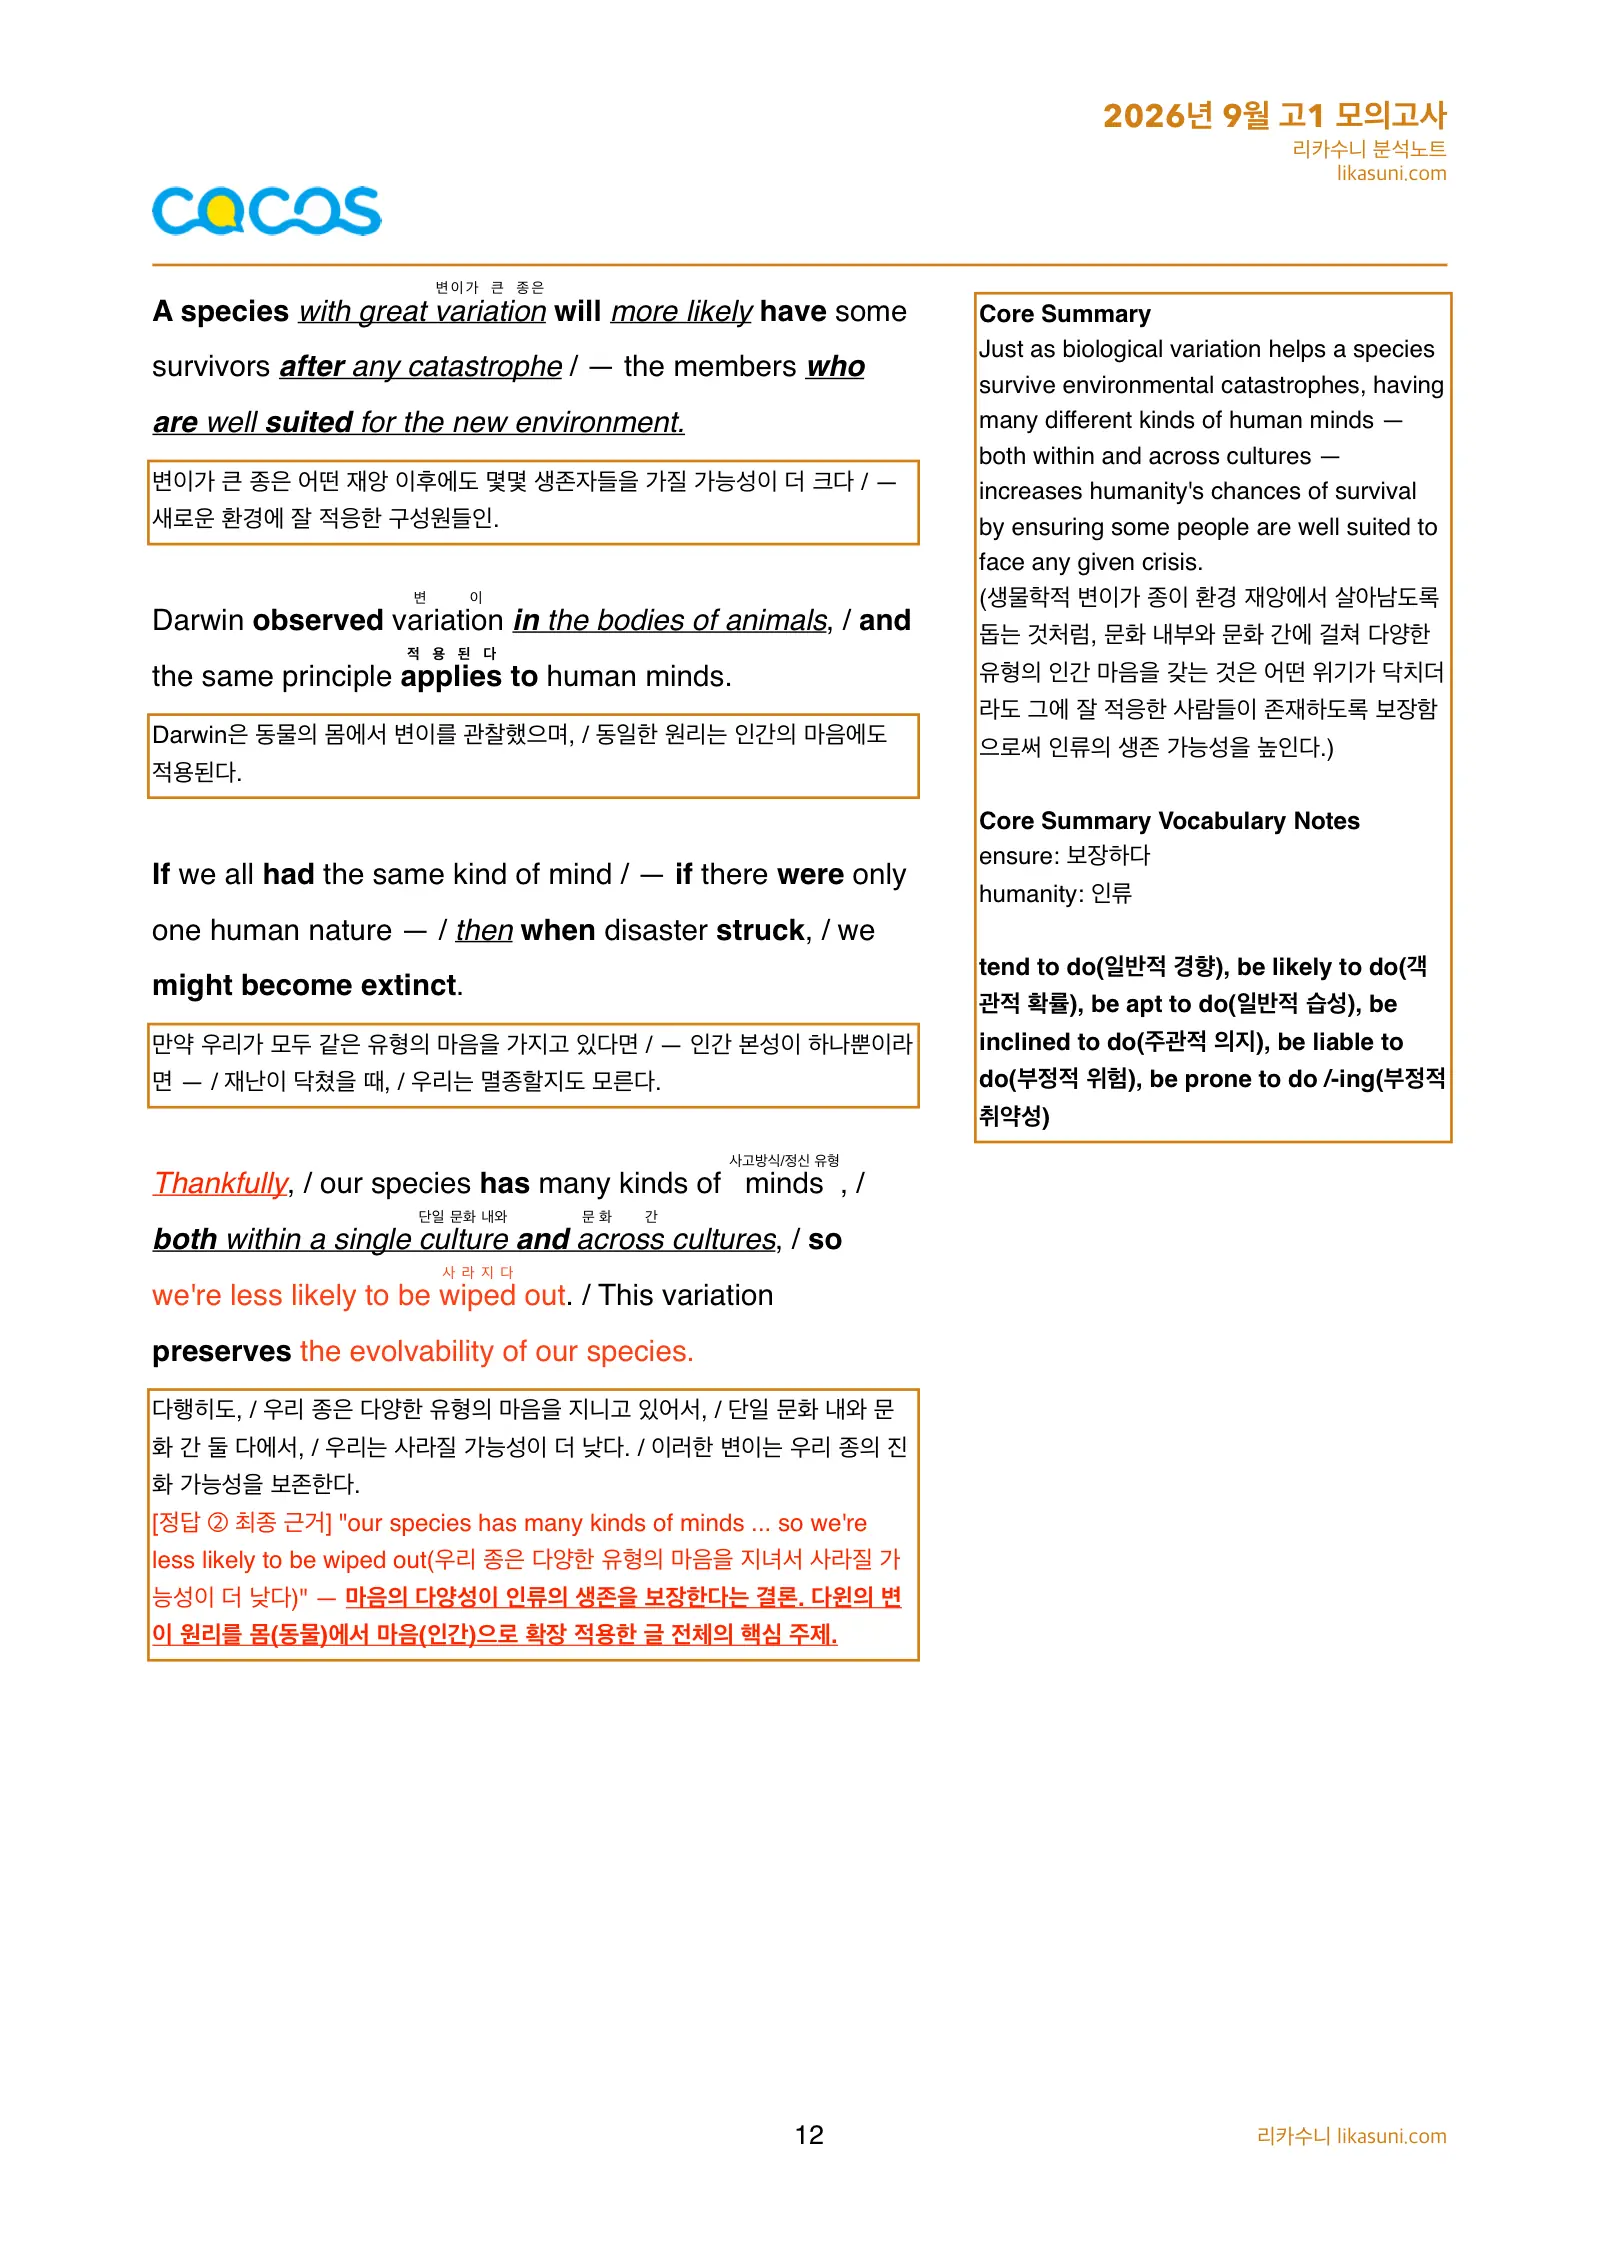 2026년 9월 고1 모의고사
리카수니 분석노트
likasuni.com
cacos
변이가 큰 종은
A species with great variation will more likely have some
survivors after any catastrophe / — the members who
are well suited for the new environment.
변이가 큰 종은 어떤 재앙 이후에도 몇몇 생존자들을 가질 가능성이 더 크다 / —
새로운 환경에 잘 적응한 구성원들인.
변이
Darwin observed variation in the bodies of animals, / and
적용된다
the same principle applies to human minds.
Darwin은 동물의 몸에서 변이를 관찰했으며, / 동일한 원리는 인간의 마음에도
적용된다.
If we all had the same kind of mind / — if there were only
one human nature — / then when disaster struck, / we
might become extinct.
만약 우리가 모두 같은 유형의 마음을 가지고 있다면 / — 인간 본성이 하나뿐이라
면 — / 재난이 닥쳤을 때, / 우리는 멸종할지도 모른다.
사고방식/정신 유형
Thankfully, / our species has many kinds of minds , /
단일 문화 내와 문화 간
both within a single culture and across cultures, / so
사라지다
we're less likely to be wiped out. / This variation
preserves the evolvability of our species.
다행히도, / 우리 종은 다양한 유형의 마음을 지니고 있어서, / 단일 문화 내와 문
화 간 둘 다에서, / 우리는 사라질 가능성이 더 낮다. / 이러한 변이는 우리 종의 진
화 가능성을 보존한다.
[정답 ② 최종 근거] "our species has many kinds of minds ... so we're
less likely to be wiped out(우리 종은 다양한 유형의 마음을 지녀서 사라질 가
능성이 더 낮다)" — 마음의 다양성이 인류의 생존을 보장한다는 결론. 다윈의 변
이 원리를 몸(동물)에서 마음(인간)으로 확장 적용한 글 전체의 핵심 주제.
Core Summary
Just as biological variation helps a species
survive environmental catastrophes, having
many different kinds of human minds —
both within and across cultures —
increases humanity's chances of survival
by ensuring some people are well suited to
face any given crisis.
(생물학적 변이가 종이 환경 재앙에서 살아남도록
돕는 것처럼, 문화 내부와 문화 간에 걸쳐 다양한
유형의 인간 마음을 갖는 것은 어떤 위기가 닥치더
라도 그에 잘 적응한 사람들이 존재하도록 보장함
으로써 인류의 생존 가능성을 높인다.)
Core Summary Vocabulary Notes
ensure: 보장하다
humanity: 인류
tend to do(일반적 경향), be likely to do(객
관적 확률), be apt to do(일반적 습성), be
inclined to do(주관적 의지), be liable to
do(부정적 위험), be prone to do /-ing(부정적
취약성)
12
리카수니 likasuni.com